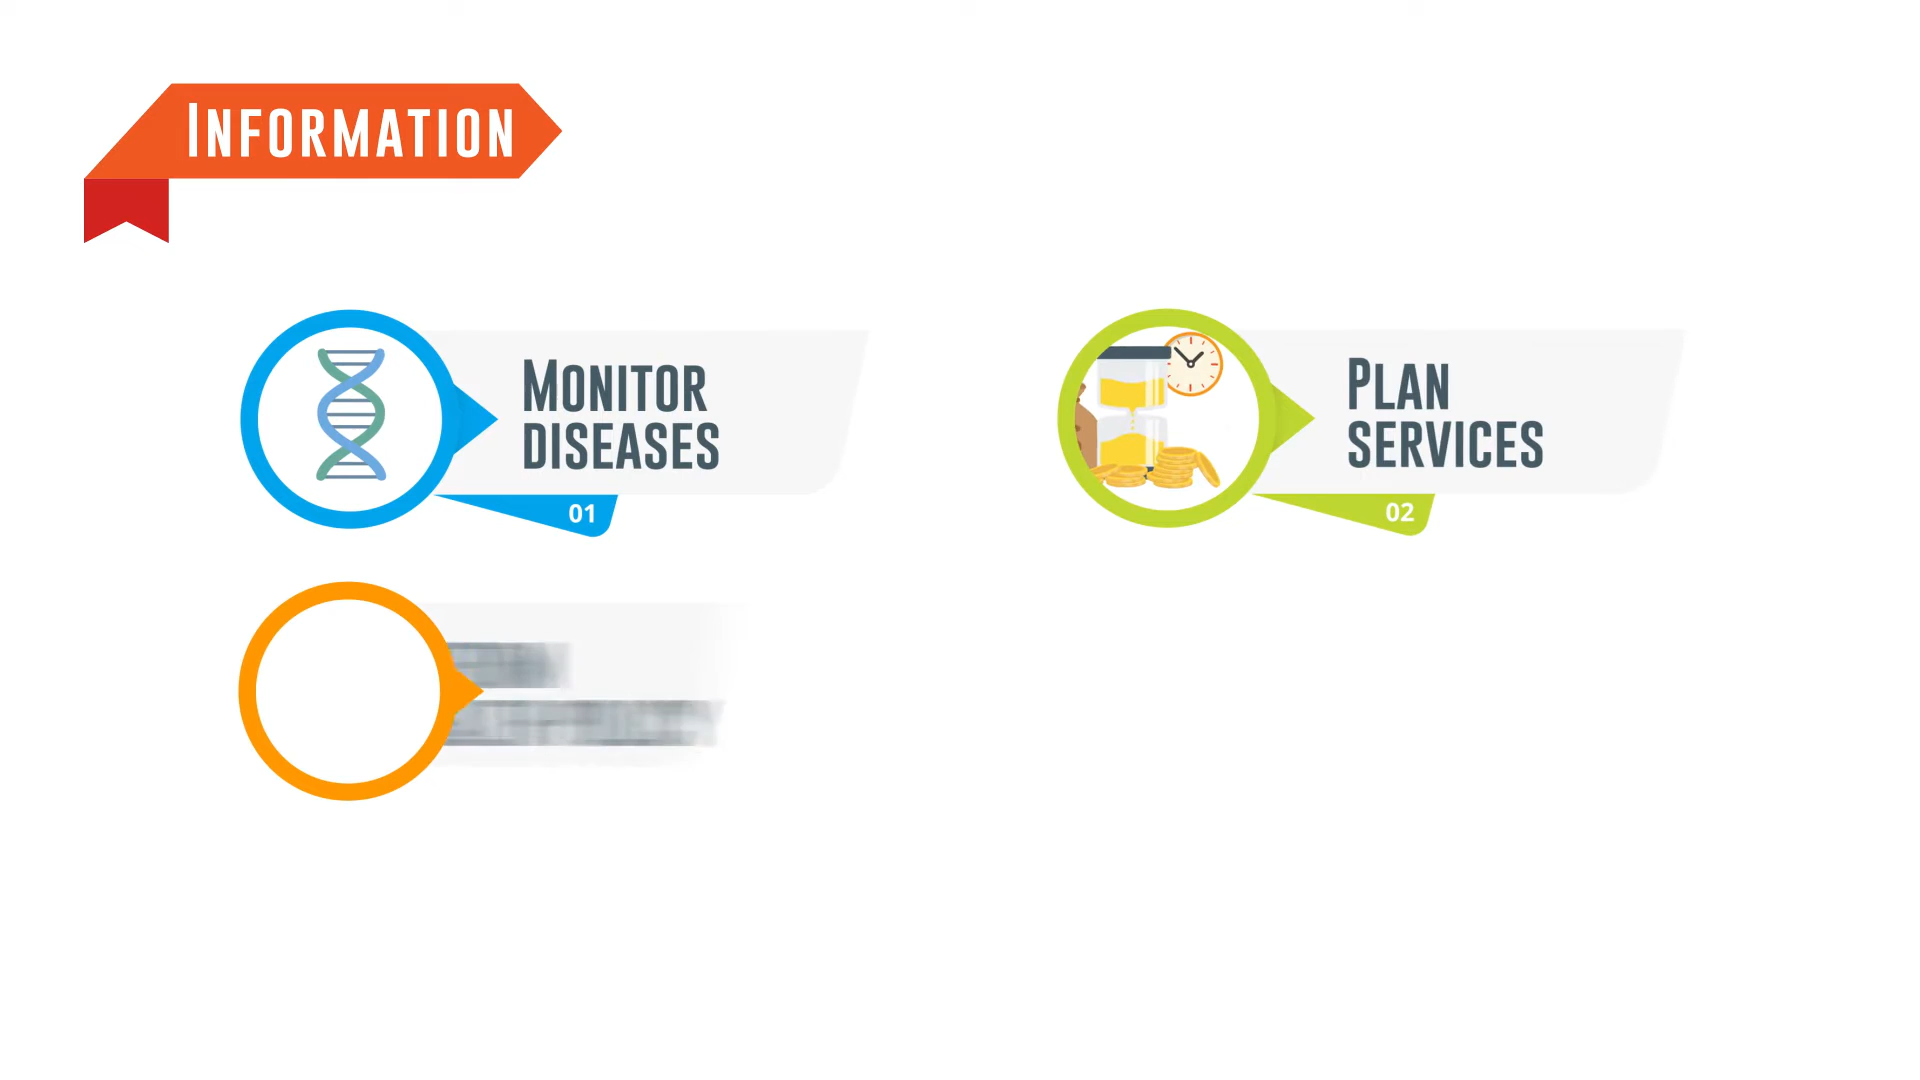 INFORMATION
MONITOR
DISEASES
01
PLAN
SERVICES
02